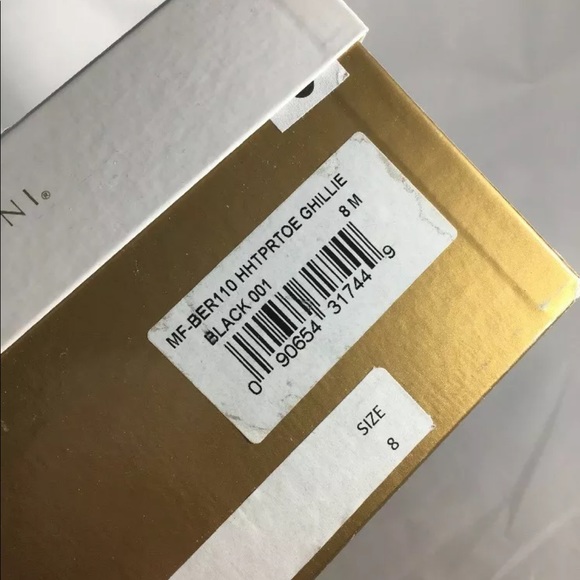 NI®
MF-BER110 HHTPRTOE GHILLIE
BLACK 001 8 M
0 90654 31744 9
SIZE
8